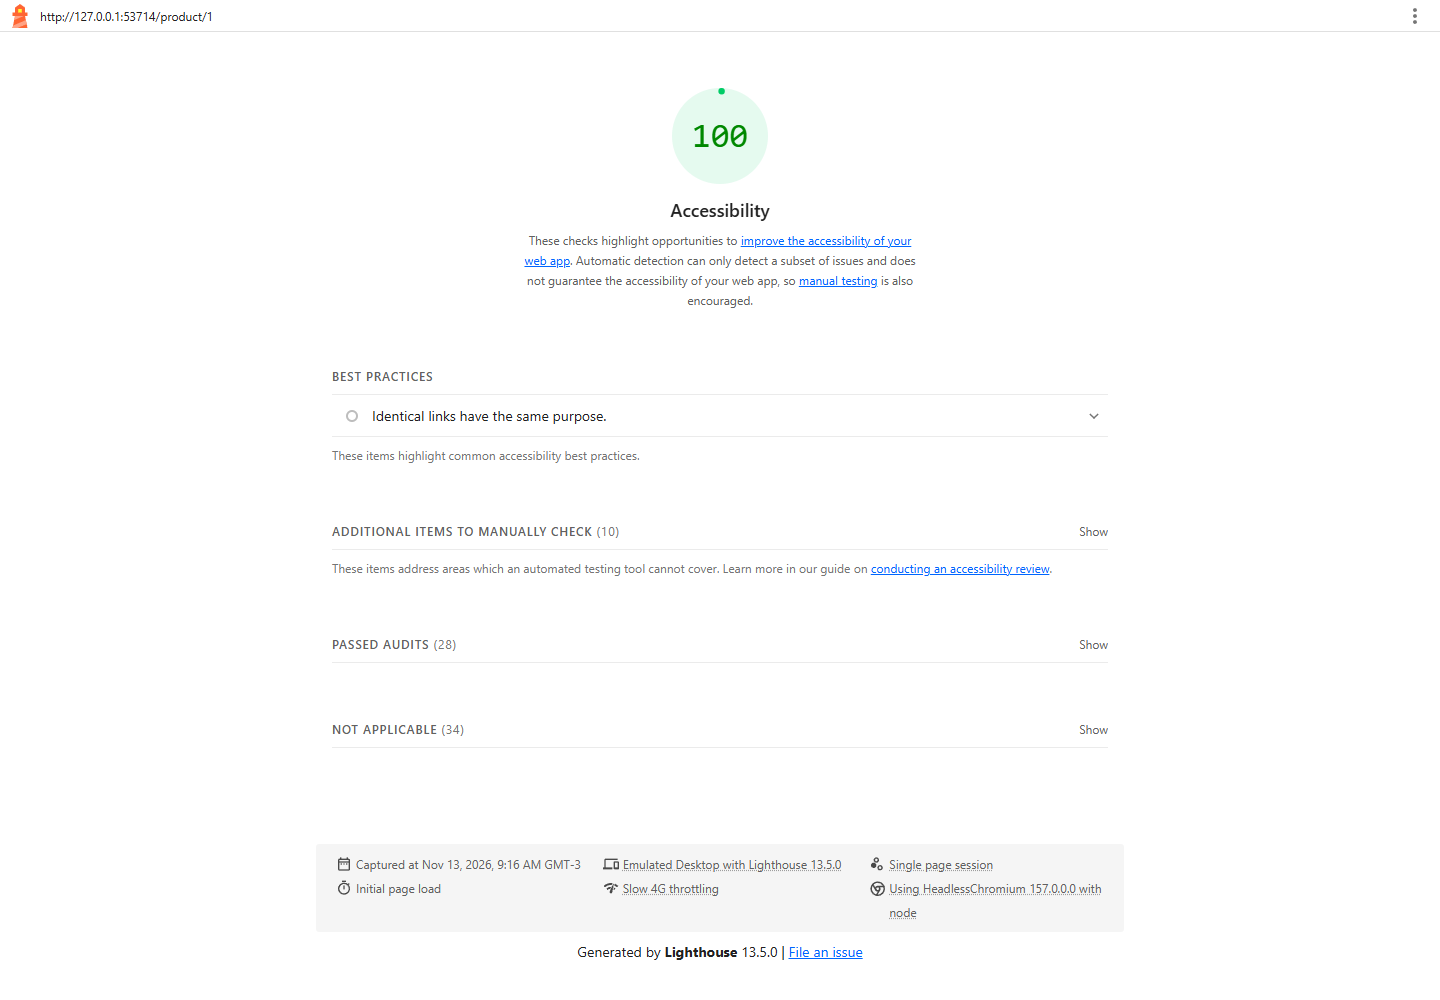 http://127.0.0.1:53714/product/1
100
Accessibility
These checks highlight opportunities to improve the accessibility of your
web app. Automatic detection can only detect a subset of issues and does
not guarantee the accessibility of your web app, so manual testing is also
encouraged.
BEST PRACTICES
Identical links have the same purpose.
These items highlight common accessibility best practices.
ADDITIONAL ITEMS TO MANUALLY CHECK (10) Show
These items address areas which an automated testing tool cannot cover. Learn more in our guide on conducting an accessibility review.
PASSED AUDITS (28) Show
NOT APPLICABLE (34) Show
Captured at Nov 13, 2026, 9:16 AM GMT-3
Emulated Desktop with Lighthouse 13.5.0
Single page session
Initial page load
Slow 4G throttling
Using HeadlessChromium 157.0.0.0 with
node
Generated by Lighthouse 13.5.0 | File an issue